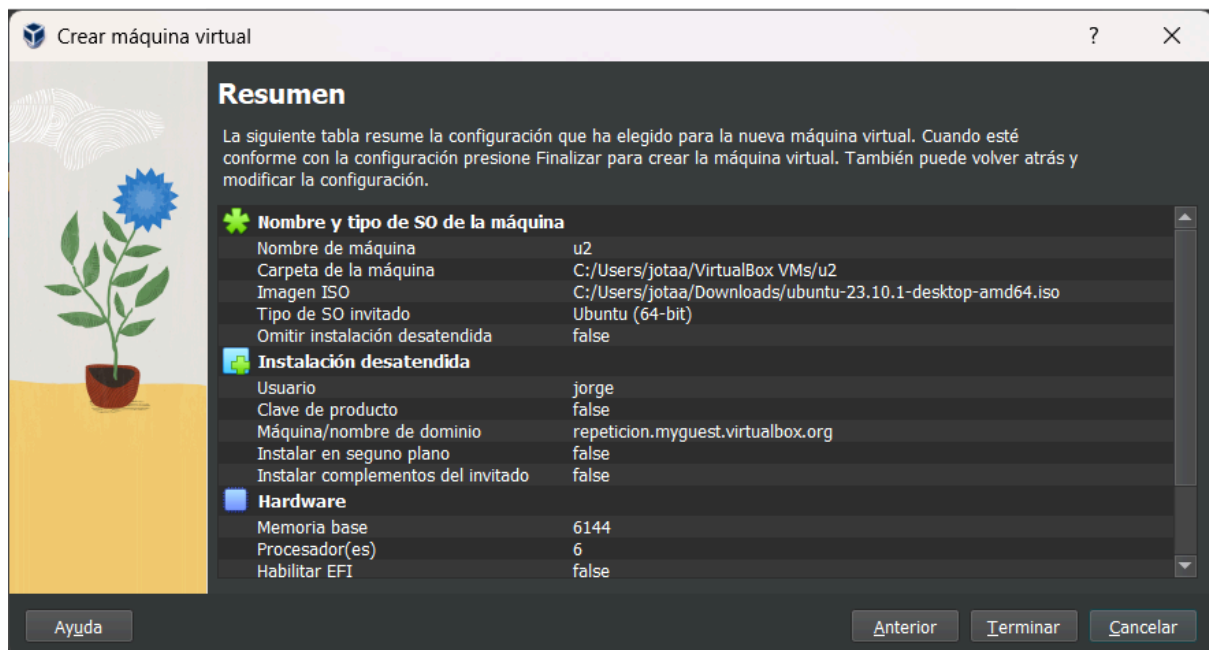 Crear máquina virtual
?
Resumen
La siguiente tabla resume la configuración que ha elegido para la nueva máquina virtual. Cuando esté
conforme con la configuración presione Finalizar para crear la máquina virtual. También puede volver atrás y
modificar la configuración.
Nombre y tipo de SO de la máquina
Nombre de máquina u2
Carpeta de la máquina C:/Users/jotaa/VirtualBox VMs/u2
Imagen ISO C:/Users/jotaa/Downloads/ubuntu-23.10.1-desktop-amd64.iso
Tipo de SO invitado Ubuntu (64-bit)
Omitir instalación desatendida false
Instalación desatendida
Usuario jorge
Clave de producto false
Máquina/nombre de dominio repeticion.myguest.virtualbox.org
Instalar en seguno plano false
Instalar complementos del invitado false
Hardware
Memoria base 6144
Procesador(es) 6
Habilitar EFI false
Ayuda Anterior Terminar Cancelar